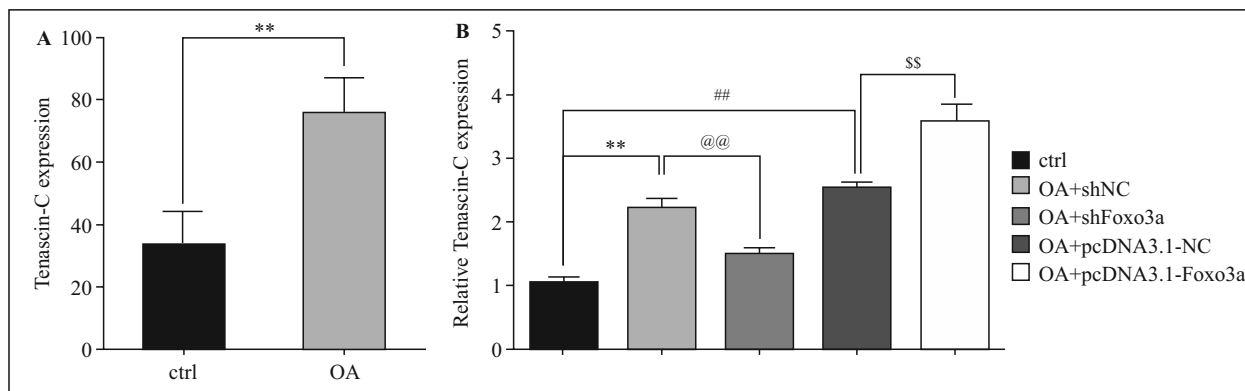 A
Tenascin-C expression
100
80
60
40
20
0
**
ctrl
OA
B
Relative Tenascin-C expression
5
4
3
2
1
0
**
##
@@
$$
ctrl
OA+shNC
OA+shFoxo3a
OA+pcDNA3.1-NC
OA+pcDNA3.1-Foxo3a